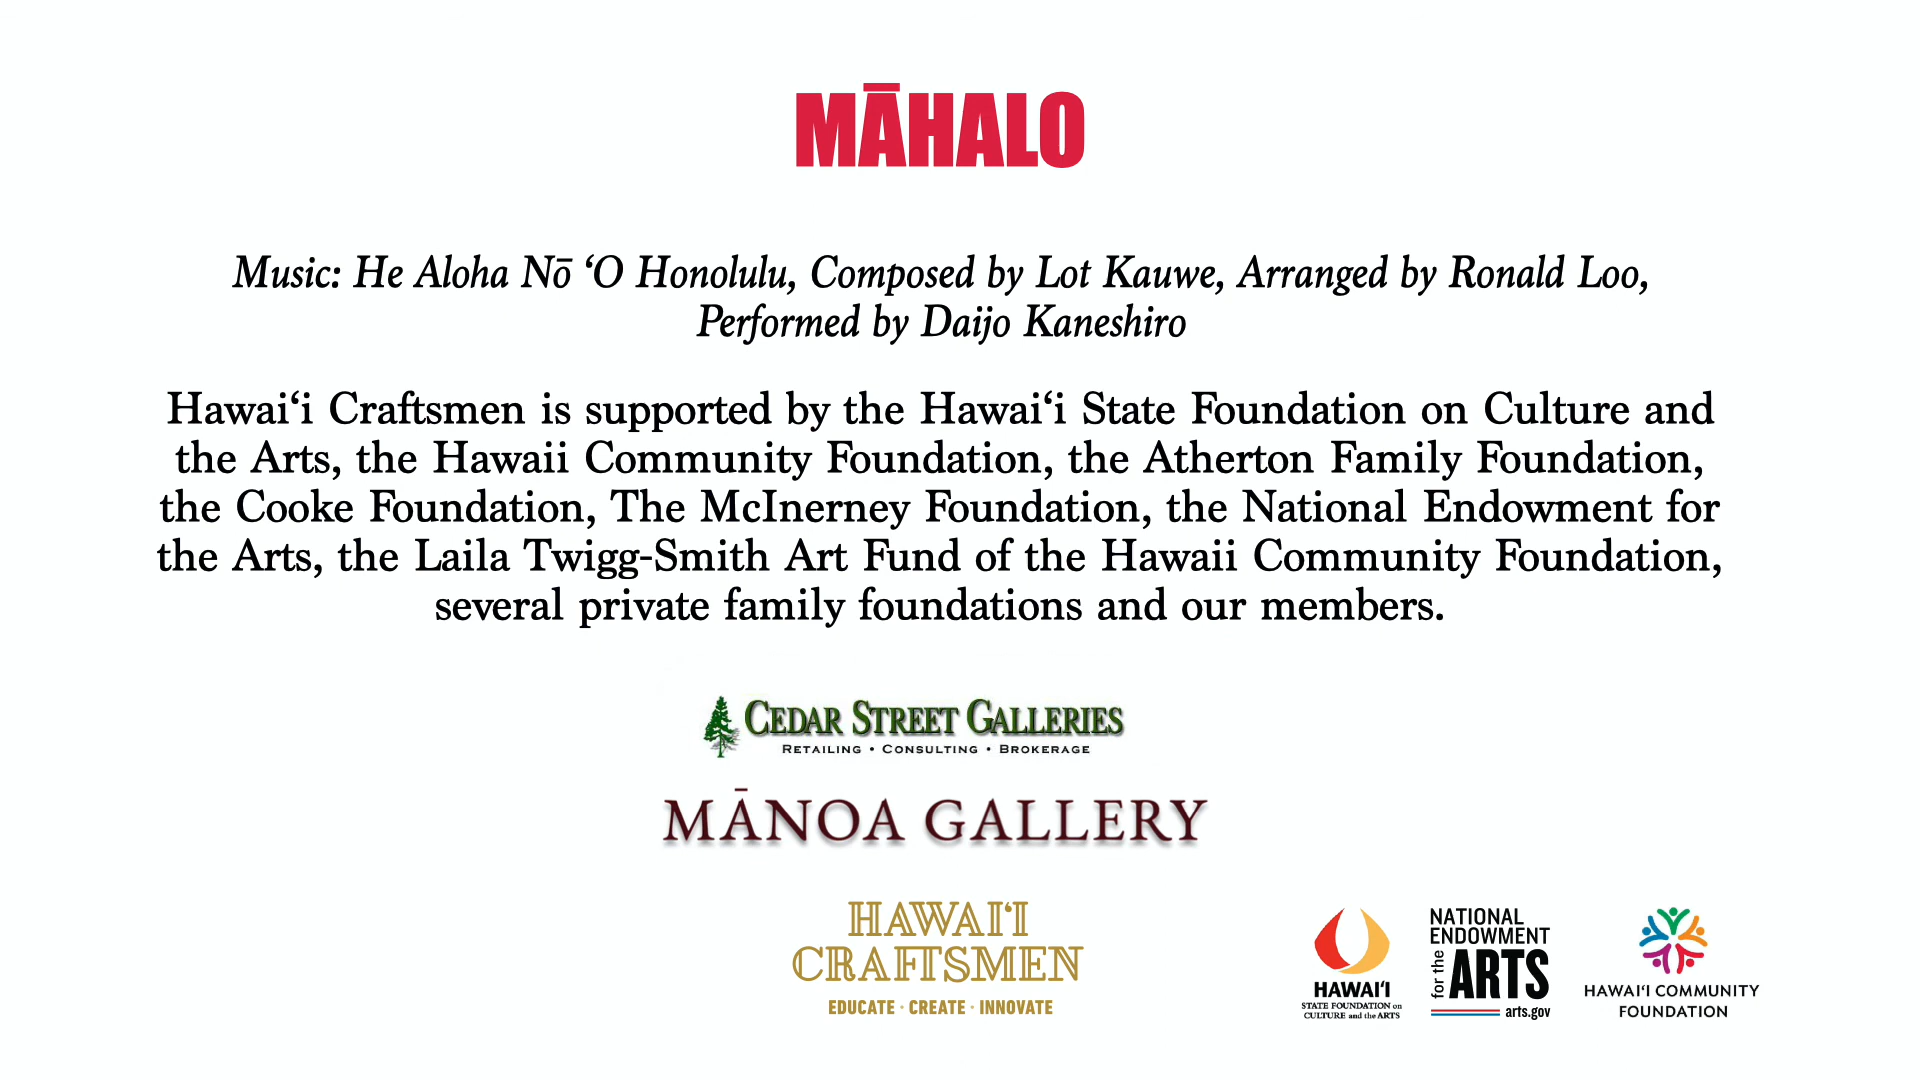 MĀHALO
Music: He Aloha Nō ʻO Honolulu, Composed by Lot Kauwe, Arranged by Ronald Loo,
Performed by Daijo Kaneshiro
Hawaiʻi Craftsmen is supported by the Hawaiʻi State Foundation on Culture and
the Arts, the Hawaii Community Foundation, the Atherton Family Foundation,
the Cooke Foundation, The McInerney Foundation, the National Endowment for
the Arts, the Laila Twigg-Smith Art Fund of the Hawaii Community Foundation,
several private family foundations and our members.
CEDAR STREET GALLERIES
RETAILING • CONSULTING • BROKERAGE
MĀNOA GALLERY
HAWAIʻI
CRAFTSMEN
EDUCATE · CREATE · INNOVATE
HAWAIʻI
STATE FOUNDATION on
CULTURE and the ARTS
NATIONAL
ENDOWMENT
for the ARTS
arts.gov
HAWAIʻI COMMUNITY
FOUNDATION